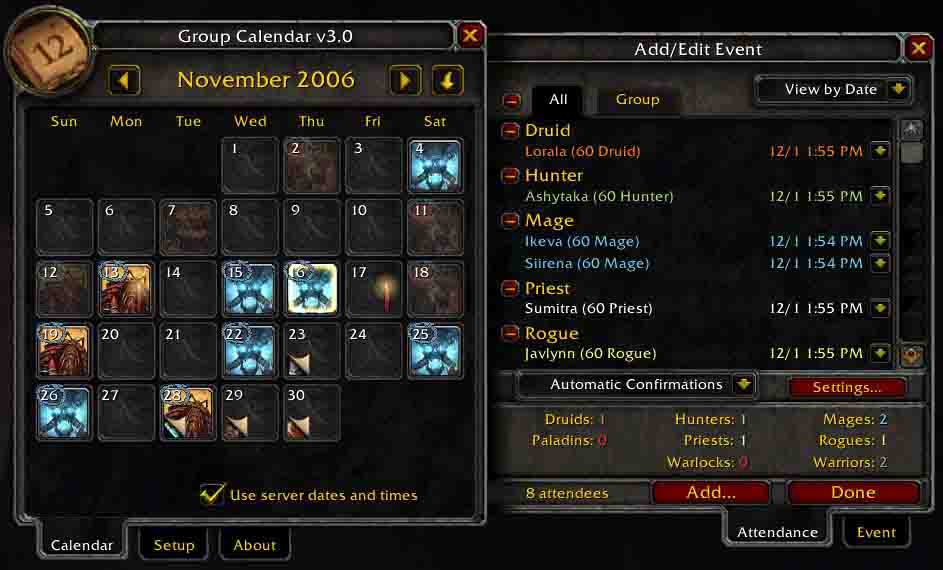 12
Group Calendar v3.0
November 2006
Sun Mon Tue Wed Thu Fri Sat
1 2 3 4
5 6 7 8 9 10 11
12 13 14 15 16 17 18
19 20 21 22 23 24 25
26 27 28 29 30
Use server dates and times
Calendar Setup About
Add/Edit Event
View by Date
All Group
Druid
Lorala (60 Druid) 12/1 1:55 PM
Hunter
Ashytaka (60 Hunter) 12/1 1:55 PM
Mage
Ikeva (60 Mage) 12/1 1:54 PM
Siirena (60 Mage) 12/1 1:54 PM
Priest
Sumitra (60 Priest) 12/1 1:55 PM
Rogue
Javlynn (60 Rogue) 12/1 1:55 PM
Automatic Confirmations Settings...
Druids: 1 Hunters: 1 Mages: 2
Paladins: 0 Priests: 1 Rogues: 1
Warlocks: 0 Warriors: 2
8 attendees Add... Done
Attendance Event